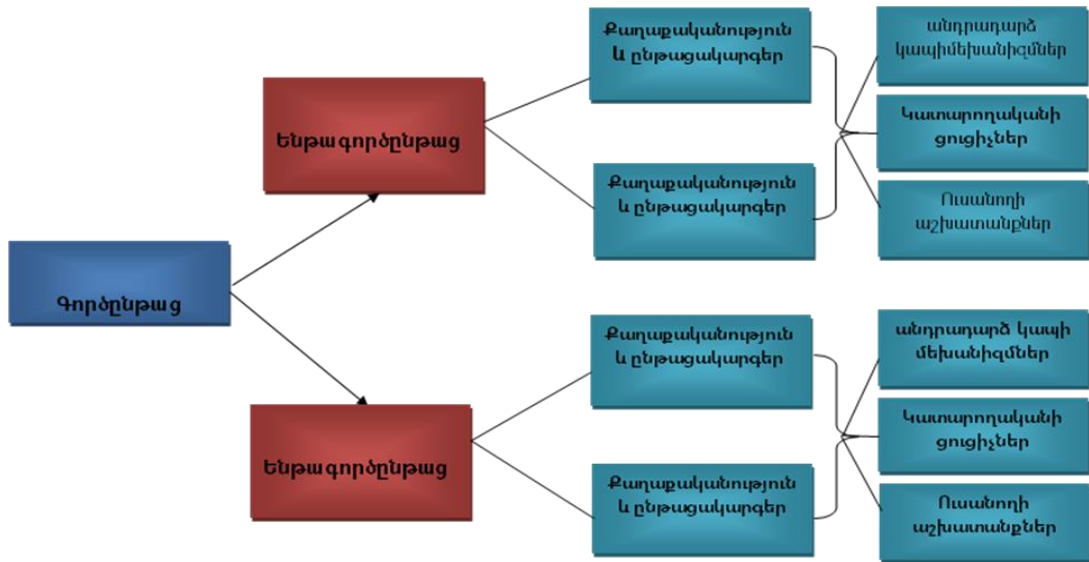 Քաղաքականություն
և ընթացակարգեր
անդրադարձ
կապիմեխանիզմներ
Ենթագործընթաց
Կատարողականի
ցուցիչներ
Քաղաքականություն
և ընթացակարգեր
Ուսանողի
աշխատանքներ
Գործընթաց
Քաղաքականություն
և ընթացակարգեր
անդրադարձ կապի
մեխանիզմներ
Ենթագործընթաց
Կատարողականի
ցուցիչներ
Քաղաքականություն
և ընթացակարգեր
Ուսանողի
աշխատանքներ